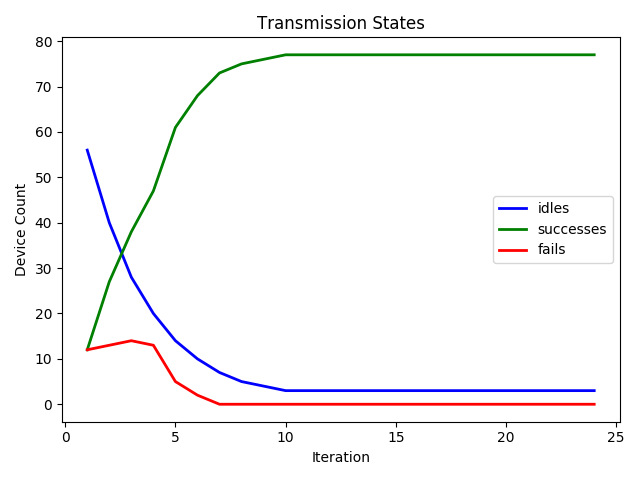 Transmission States
80
70
60
50
40
30
20
10
0
Device Count
idles
successes
fails
0 5 10 15 20 25
Iteration